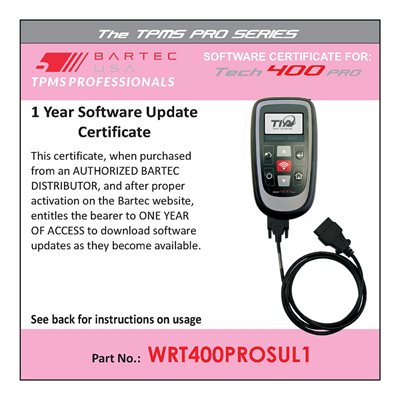 The TPMS PRO SERIES
BARTEC
USA
TPMS PROFESSIONALS
SOFTWARE CERTIFICATE FOR:
Tech 400 PRO
1 Year Software Update
Certificate
This certificate, when purchased
from an AUTHORIZED BARTEC
DISTRIBUTOR, and after proper
activation on the Bartec website,
entitles the bearer to ONE YEAR
OF ACCESS to download software
updates as they become available.
See back for instructions on usage
Part No.: WRT400PROSUL1